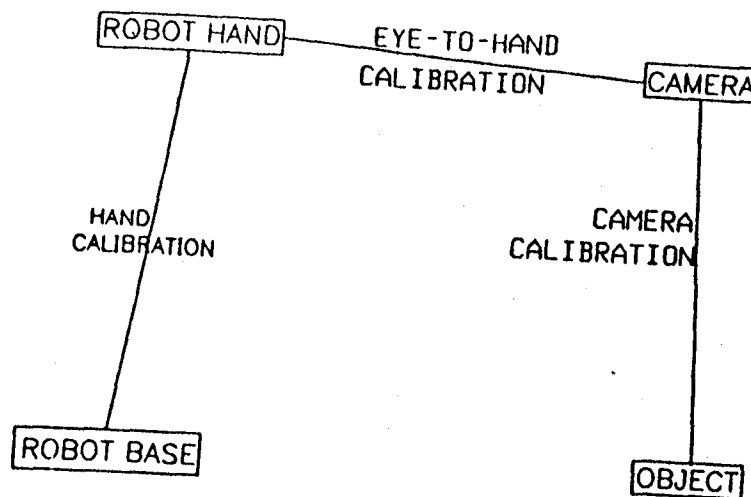 ROBOT HAND
EYE-TO-HAND
CALIBRATION
CAMERA
HAND
CALIBRATION
CAMERA
CALIBRATION
ROBOT BASE
OBJECT